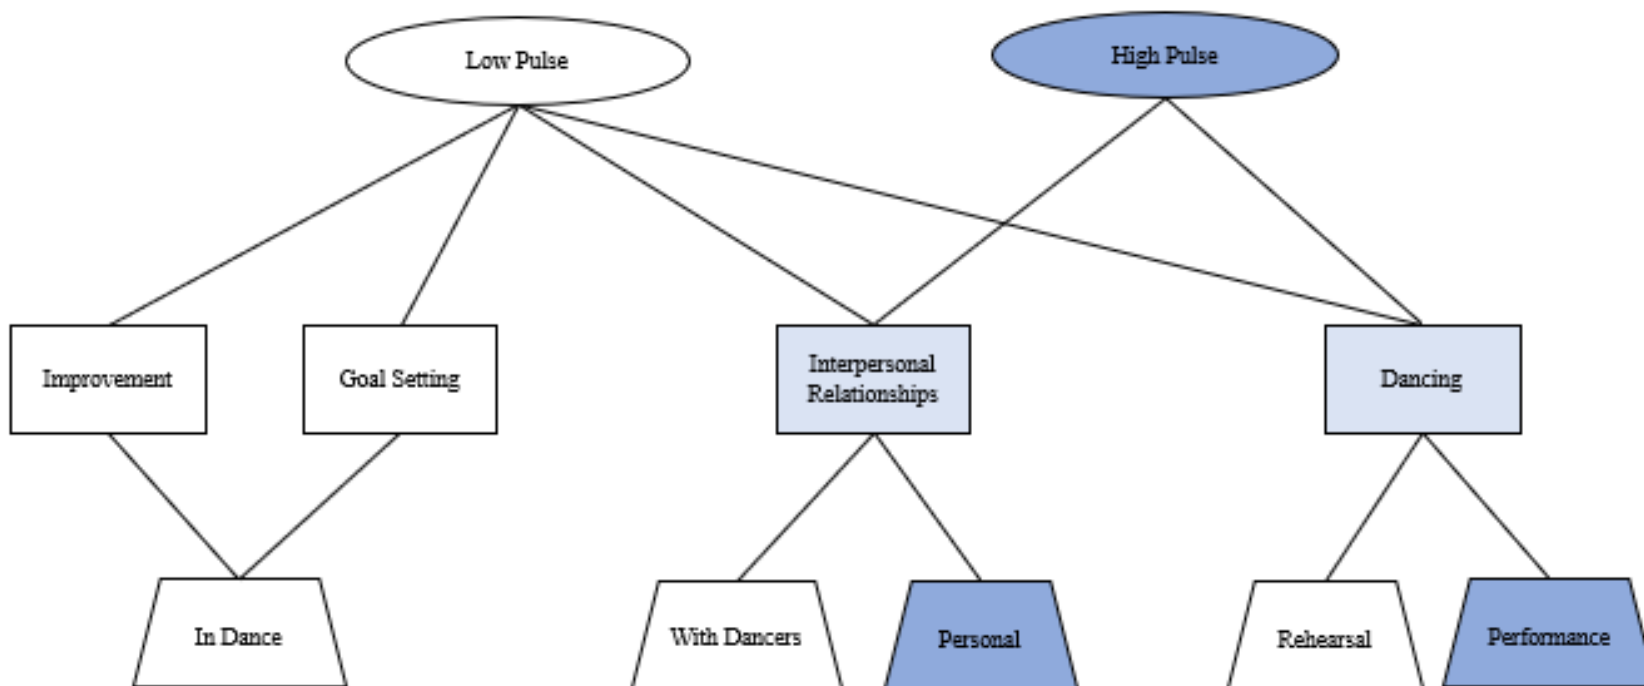 Low Pulse
High Pulse
Improvement
Goal Setting
Interpersonal
Relationships
Dancing
In Dance
With Dancers
Personal
Rehearsal
Performance